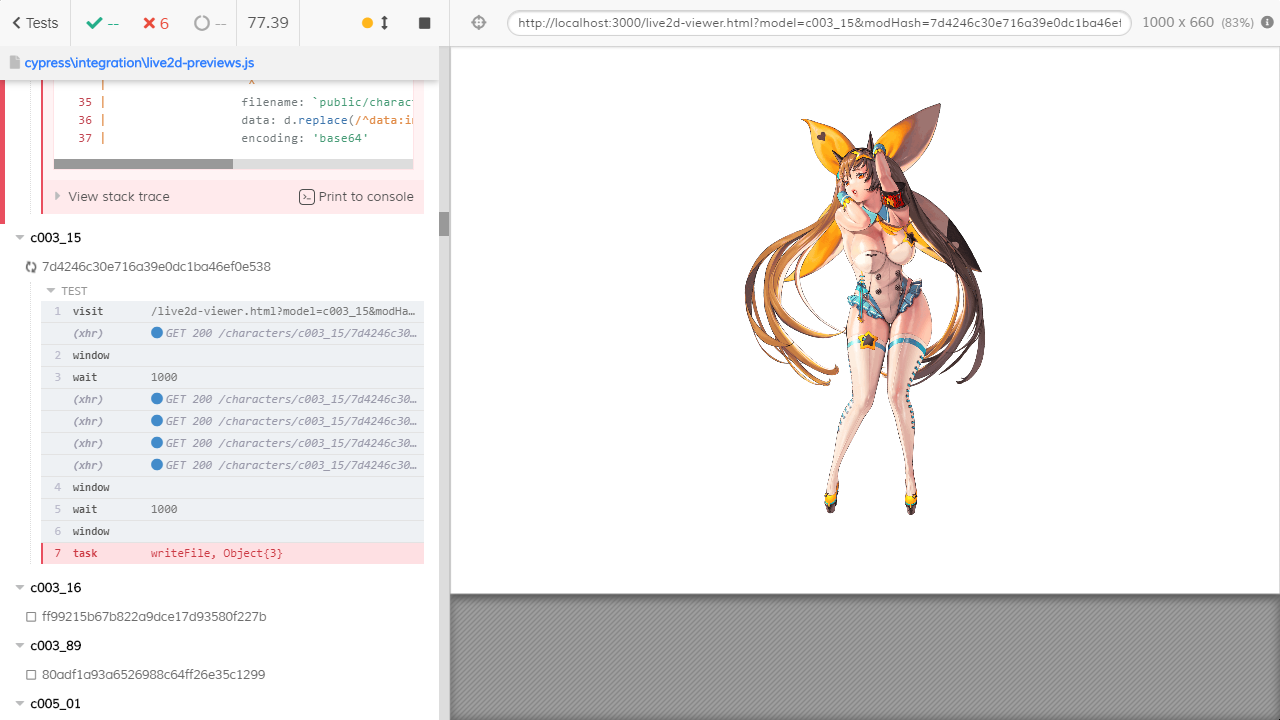 Tests
--
6
--
77.39
http://localhost:3000/live2d-viewer.html?model=c003_15&modHash=7d4246c30e716a39e0dc1ba46ef
1000 x 660 (83%)
cypress\integration\live2d-previews.js
| ^
35 | filename: `public/charact
36 | data: d.replace(/^data:i
37 | encoding: 'base64'
View stack trace
Print to console
c003_15
7d4246c30e716a39e0dc1ba46ef0e538
TEST
1 visit /live2d-viewer.html?model=c003_15&modHa…
(xhr) GET 200 /characters/c003_15/7d4246c30…
2 window
3 wait 1000
(xhr) GET 200 /characters/c003_15/7d4246c30…
(xhr) GET 200 /characters/c003_15/7d4246c30…
(xhr) GET 200 /characters/c003_15/7d4246c30…
(xhr) GET 200 /characters/c003_15/7d4246c30…
4 window
5 wait 1000
6 window
7 task writeFile, Object{3}
c003_16
ff99215b67b822a9dce17d93580f227b
c003_89
80adf1a93a6526988c64ff26e35c1299
c005_01